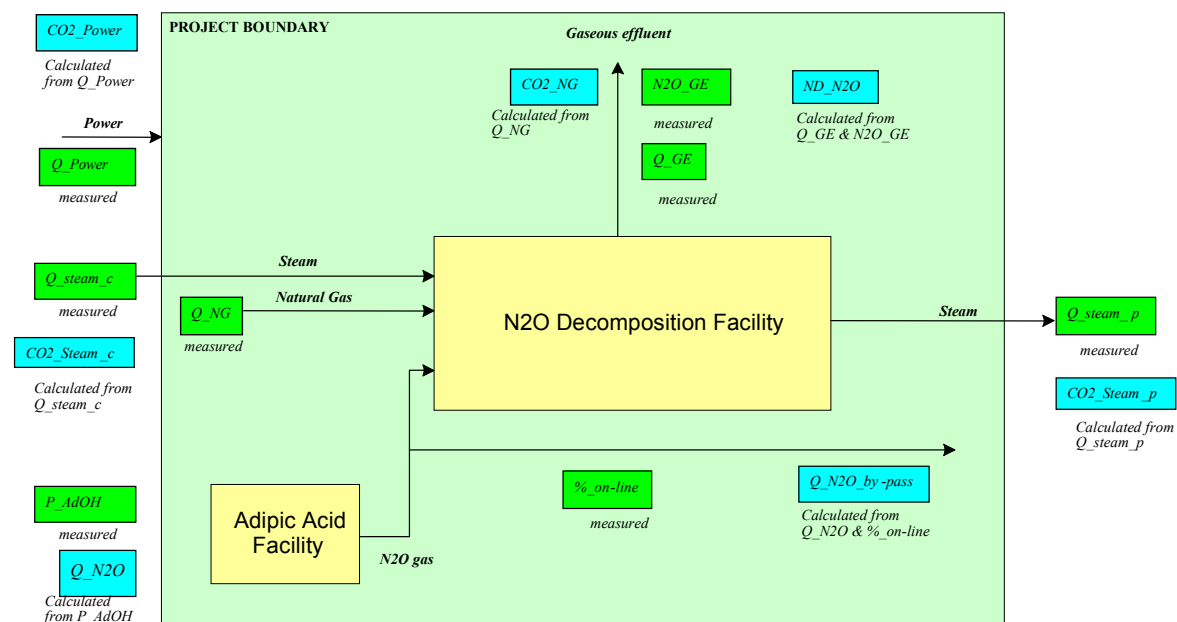 CO2_Power
Calculated
from Q_Power
Power
Q_Power
measured
Q_steam_c
measured
CO2_Steam_c
Calculated from
Q_steam_c
P_AdOH
measured
Q_N2O
Calculated
from P_AdOH
PROJECT BOUNDARY
Gaseous effluent
CO2_NG
Calculated from
Q_NG
N2O_GE
measured
Q_GE
measured
ND_N2O
Calculated from
Q_GE & N2O_GE
Steam
Natural Gas
Q_NG
measured
N2O Decomposition Facility
Steam
Adipic Acid
Facility
N2O gas
%_on-line
measured
Q_N2O_by -pass
Calculated from
Q_N2O & %_on-line
Q_steam_ p
measured
CO2_Steam _p
Calculated from
Q_steam_p